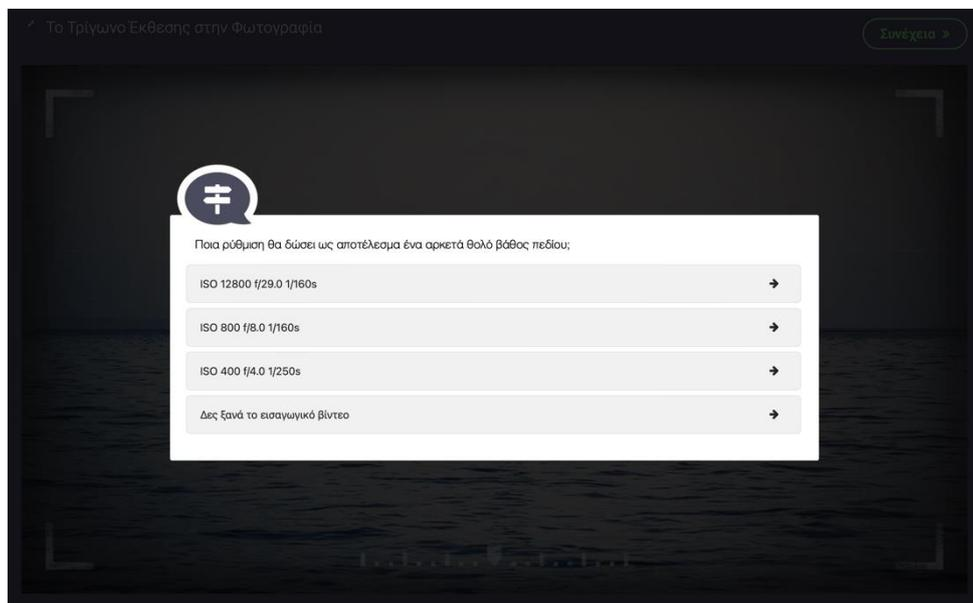 Το Τρίγωνο Έκθεσης στην Φωτογραφία
Συνέχεια »
Ποια ρύθμιση θα δώσει ως αποτέλεσμα ένα αρκετά θολό βάθος πεδίου;
ISO 12800 f/29.0 1/160s
ISO 800 f/8.0 1/160s
ISO 400 f/4.0 1/250s
Δες ξανά το εισαγωγικό βίντεο